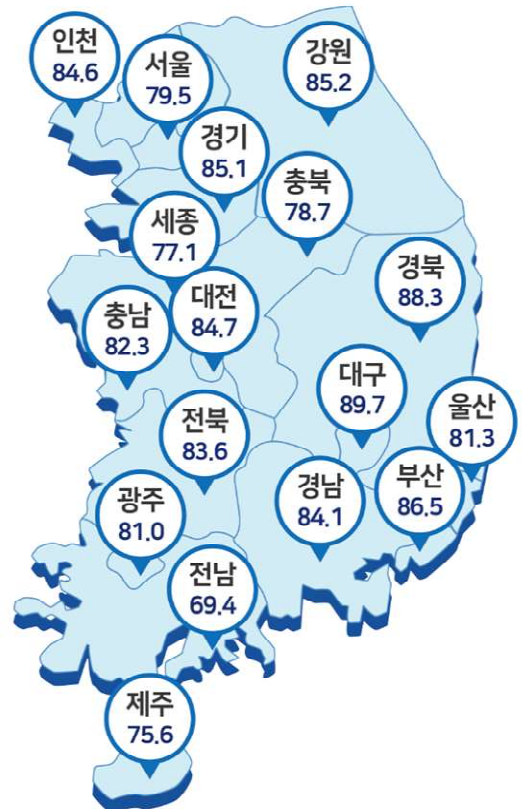 인천
84.6
서울
79.5
강원
85.2
경기
85.1
충북
78.7
세종
77.1
경북
88.3
대전
84.7
충남
82.3
대구
89.7
울산
81.3
전북
83.6
경남
84.1
부산
86.5
광주
81.0
전남
69.4
제주
75.6